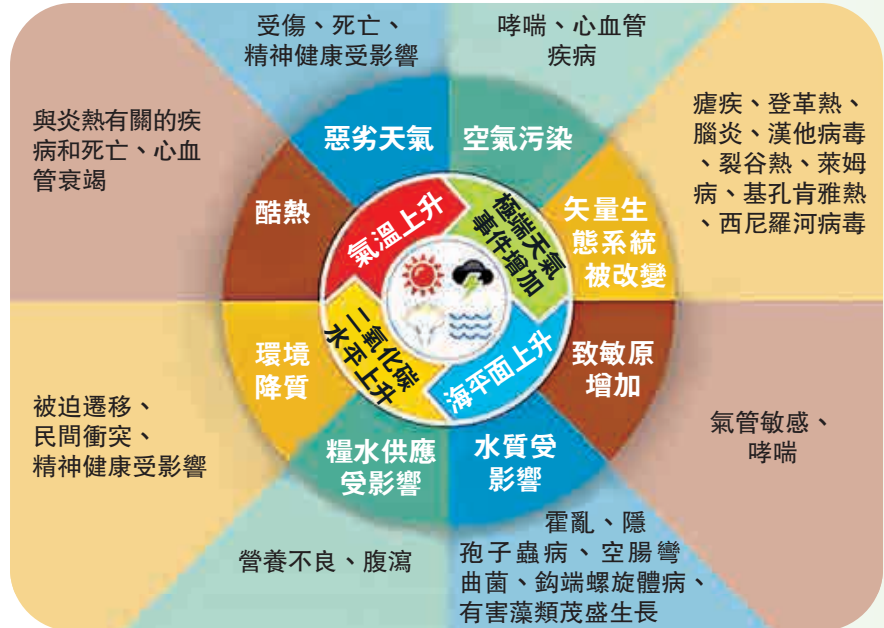 受傷、死亡、
精神健康受影響
哮喘、心血管
疾病
瘧疾、登革熱、
腦炎、漢他病毒
、裂谷熱、萊姆
病、基孔肯雅熱
、西尼羅河病毒
氣管敏感、
哮喘
霍亂、隱
孢子蟲病、空腸彎
曲菌、鈎端螺旋體病、
有害藻類茂盛生長
營養不良、腹瀉
被迫遷移、
民間衝突、
精神健康受影響
與炎熱有關的疾
病和死亡、心血
管衰竭
惡劣天氣
空氣污染
矢量生
態系統
被改變
致敏原
增加
水質受
影響
糧水供應
受影響
環境
降質
酷熱
氣温上升
極端天氣
事件增加
海平面上升
二氧化碳
水平上升